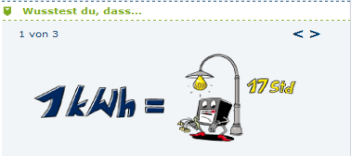 Wusstest du, dass...
1 von 3
< >
1 kWh =
17 Std